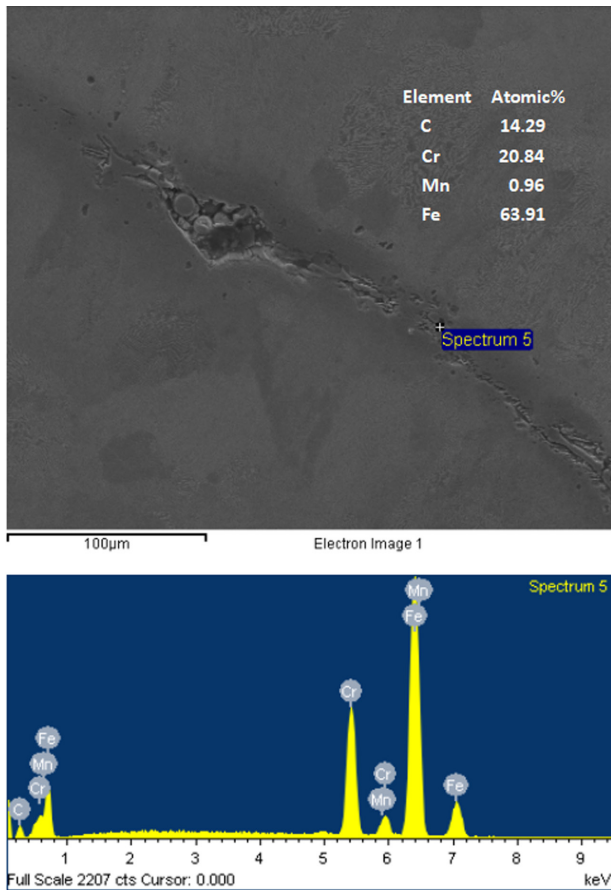 Element Atomic%
C 14.29
Cr 20.84
Mn 0.96
Fe 63.91
Spectrum 5
100µm Electron Image 1
Spectrum 5
Mn
Fe
Cr
Fe
Mn
Cr
C
Cr
Mn
Fe
1 2 3 4 5 6 7 8 9
Full Scale 2207 cts Cursor: 0.000 keV